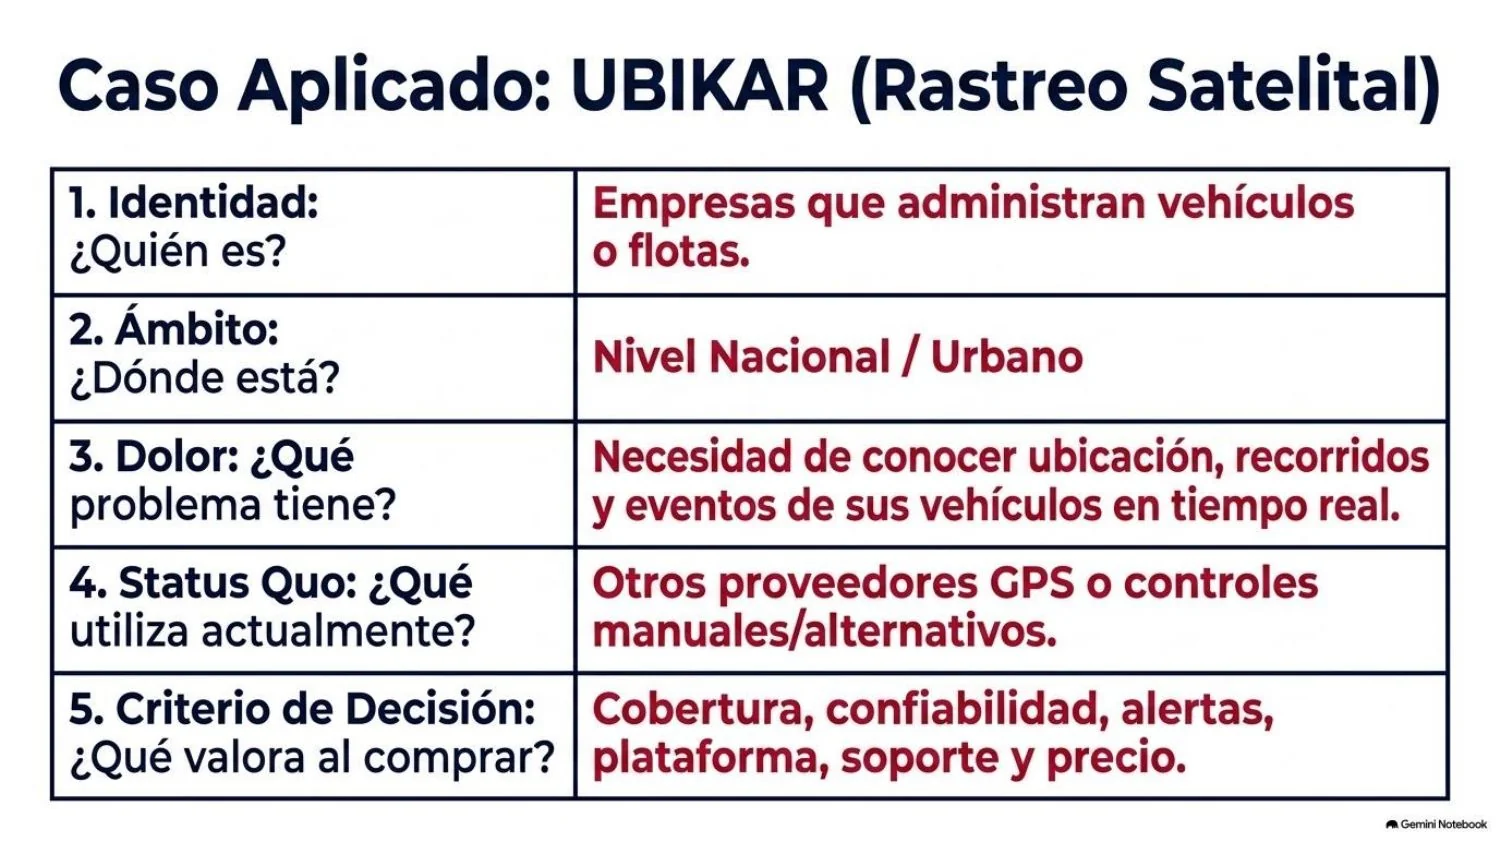 Caso Aplicado: UBIKAR (Rastreo Satelital)
1. Identidad:
¿Quién es?
Empresas que administran vehículos
o flotas.
2. Ámbito:
¿Dónde está?
Nivel Nacional / Urbano
3. Dolor: ¿Qué
problema tiene?
Necesidad de conocer ubicación, recorridos
y eventos de sus vehículos en tiempo real.
4. Status Quo: ¿Qué
utiliza actualmente?
Otros proveedores GPS o controles
manuales/alternativos.
5. Criterio de Decisión:
¿Qué valora al comprar?
Cobertura, confiabilidad, alertas,
plataforma, soporte y precio.
Gemini Notebook